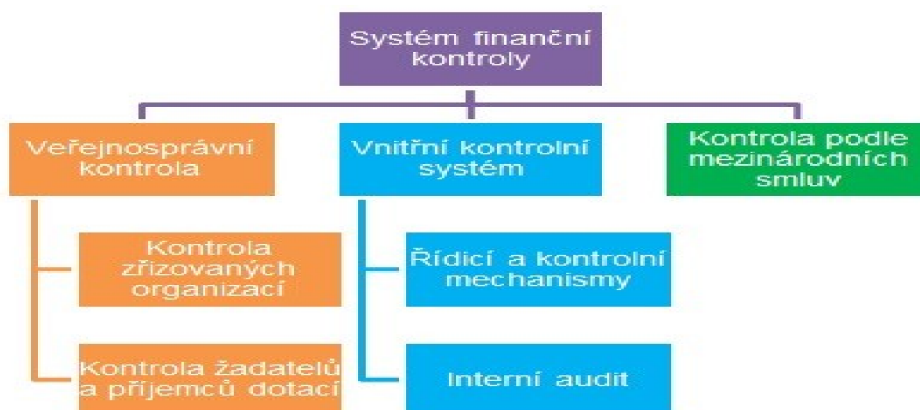 Systém finanční
kontroly
Veřejnosprávní
kontrola
Vnitřní kontrolní
systém
Kontrola podle
mezinárodních
smluv
Kontrola
zřizovaných
organizací
Řídicí a kontrolní
mechanismy
Kontrola žadatelů
a příjemců dotací
Interní audit